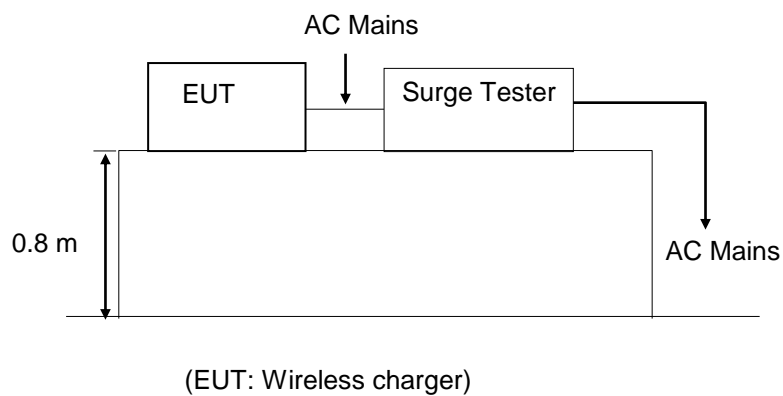 AC Mains
EUT
Surge Tester
0.8 m
AC Mains
(EUT: Wireless charger)